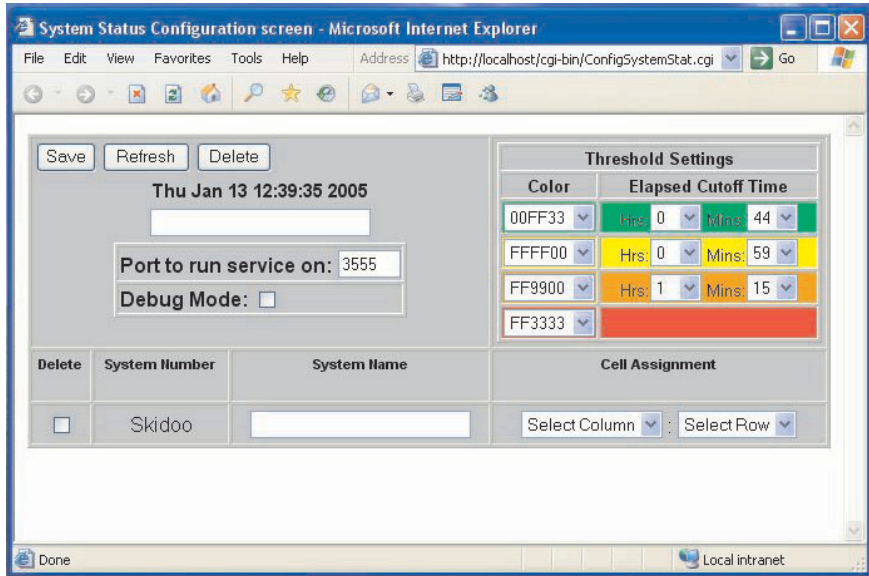 System Status Configuration screen - Microsoft Internet Explorer
File Edit View Favorites Tools Help Address http://localhost/cgi-bin/ConfigSystemStat.cgi Go
Save Refresh Delete
Thu Jan 13 12:39:35 2005
Port to run service on: 3555
Debug Mode:
Threshold Settings
Color Elapsed Cutoff Time
00FF33 Hrs: 0 Mins: 44
FFFF00 Hrs: 0 Mins: 59
FF9900 Hrs: 1 Mins: 15
FF3333
Delete System Number System Name Cell Assignment
Skidoo Select Column : Select Row
Done Local intranet